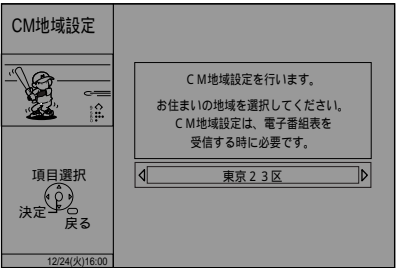 CM地域設定
項目選択
決定
戻る
12/24(火)16:00
CM地域設定を行います。
お住まいの地域を選択してください。
CM地域設定は、電子番組表を
受信する時に必要です。
東京23区